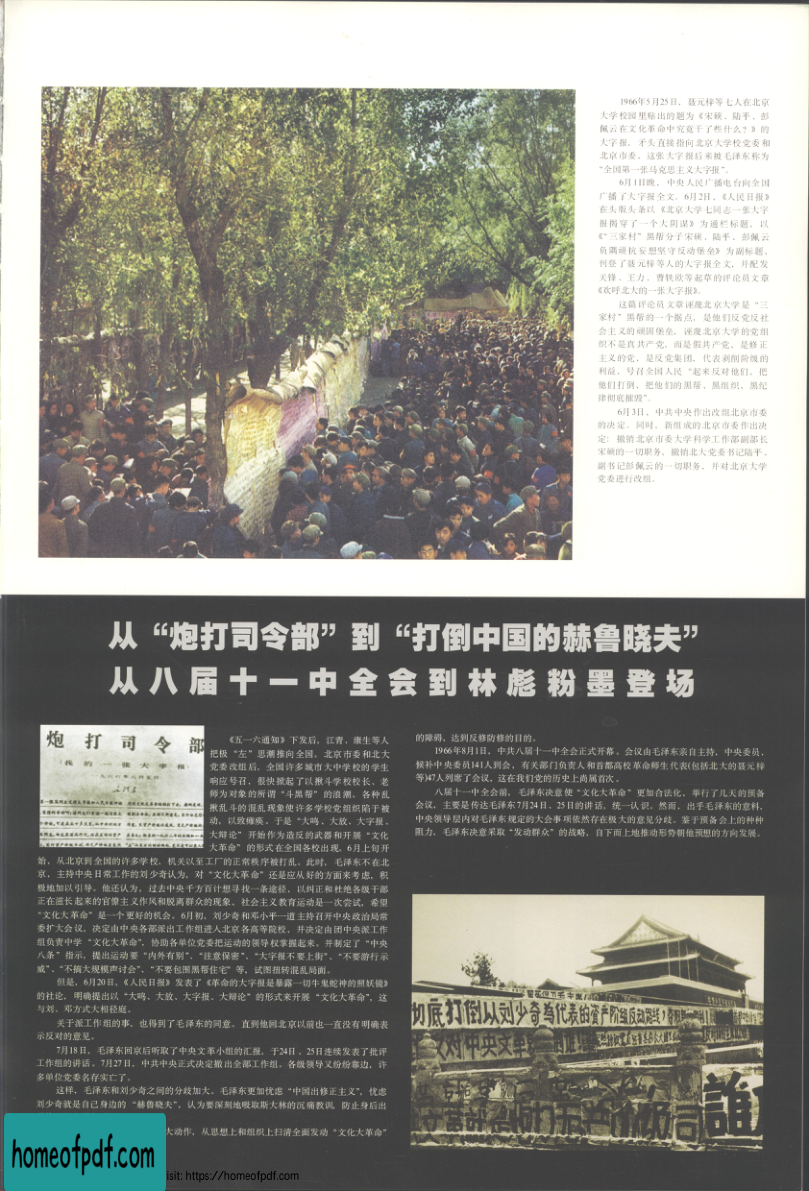 1966年5月25日，聂元梓等七人在北京
大学校园里贴出的题为《宋硕、陆平、彭
佩云在文化革命中究竟干了些什么？》的
大字报，矛头直接指向北京大学校党委和
北京市委。这张大字报后来被毛泽东称为
“全国第一张马克思主义大字报”。
6月1日晚，中央人民广播电台向全国
广播了大字报全文。6月2日，《人民日报》
在头版头条以《北京大学七同志一张大字
报揭穿了一个大阴谋》为通栏标题，以
《“三家村”黑帮分子宋硕、陆平、彭佩云
负隅顽抗妄想坚守反动堡垒》为副标题，
刊登了聂元梓等人的大字报全文，并配发
关锋、王力、曹轶欧等起草的评论员文章
《欢呼北大的一张大字报》。
这篇评论员文章诬蔑北京大学是“三
家村”黑帮的一个据点，是他们反党反社
会主义的顽固堡垒，诬蔑北京大学的党组
织不是真共产党，而是假共产党，是修正
主义的党，是反党集团，代表剥削阶级的
利益，号召全国人民“起来反对他们，把
他们打倒，把他们的黑帮、黑组织、黑纪
律彻底摧毁”。
6月3日，中共中央作出改组北京市委
的决定。同时，新组成的北京市委作出决
定：撤销北京市委大学科学工作部副部长
宋硕的一切职务，撤销北大党委书记陆平、
副书记彭佩云的一切职务，并对北京大学
党委进行改组。
从“炮打司令部”到“打倒中国的赫鲁晓夫”
从八届十一中全会到林彪粉墨登场
炮打司令部
（我的一张大字报）
《五一六通知》下发后，江青、康生等人
把极“左”思潮推向全国。北京市委和北大
党委改组后，全国许多城市大中学校的学生
响应号召，很快掀起了以揪斗学校校长、老
师为对象的所谓“斗黑帮”的浪潮。各种乱
揪乱斗的混乱现象使许多学校党组织陷于被
动，以致瘫痪。于是“大鸣、大放、大字报、
大辩论”开始作为造反的武器和开展“文化
大革命”的形式在全国各校出现。6月上旬开
始，从北京到全国的许多学校，机关以至工厂的正常秩序被打乱。此时，毛泽东不在北
京，主持中央日常工作的刘少奇认为，对“文化大革命”还是应从好的方面来考虑，积
极地加以引导。他还认为，过去中央千方百计想寻找一条途径，以纠正和杜绝各级干部
正在滋长起来的官僚主义作风和脱离群众的现象，社会主义教育运动是一次尝试，希望
“文化大革命”是一个更好的机会。6月初，刘少奇和邓小平一道主持召开中央政治局常
委扩大会议，决定由中央各部派出工作组进入北京各高等院校，并决定由团中央派工作
组负责中学“文化大革命”，协助各单位党委把运动的领导权掌握起来，并制定了“中央
八条”指示，提出运动要“内外有别”、“注意保密”、“大字报不要上街”、“不要游行示
威”、“不搞大规模声讨会”、“不要包围黑帮住宅”等，试图扭转混乱局面。
但是，6月20日，《人民日报》发表了《革命的大字报是暴露一切牛鬼蛇神的照妖镜》
的社论，明确提出以“大鸣、大放、大字报、大辩论”的形式来开展“文化大革命”，这
与刘、邓方式大相径庭。
关于派工作组的事，也得到了毛泽东的同意。直到他回北京以前也一直没有明确表
示反对的意见。
7月18日，毛泽东回京后听取了中央文革小组的汇报，于24日、25日连续发表了批评
工作组的讲话。7月27日，中共中央正式决定撤出全部工作组。各级领导又纷纷靠边，许
多单位党委名存实亡了。
这样，毛泽东和刘少奇之间的分歧加大。毛泽东更加忧虑“中国出修正主义”，忧虑
刘少奇就是自己身边的“赫鲁晓夫”。认为要深刻地吸取斯大林的沉痛教训，防止身后出
大动作，从思想上和组织上扫清全面发动“文化大革命”
的障碍，达到反修防修的目的。
1966年8月1日，中共八届十一中全会正式开幕。会议由毛泽东亲自主持，中央委员、
候补中央委员141人到会，有关部门负责人和首都高校革命师生代表(包括北大的聂元梓
等)47人列席了会议，这在我们党的历史上尚属首次。
八届十一中全会前，毛泽东决意使“文化大革命”更加合法化，举行了几天的预备
会议，主要是传达毛泽东7月24日、25日的讲话，统一认识。然而，出乎毛泽东的意料，
中央领导层内对毛泽东规定的大会事项依然存在极大的意见分歧。鉴于预备会上的种种
阻力，毛泽东决意采取“发动群众”的战略，自下而上地推动形势朝他预想的方向发展。
彻底打倒以刘少奇为代表的资产阶级反动路线
反对中央文革
誰
homeofpdf.com
isit: https://homeofpdf.com